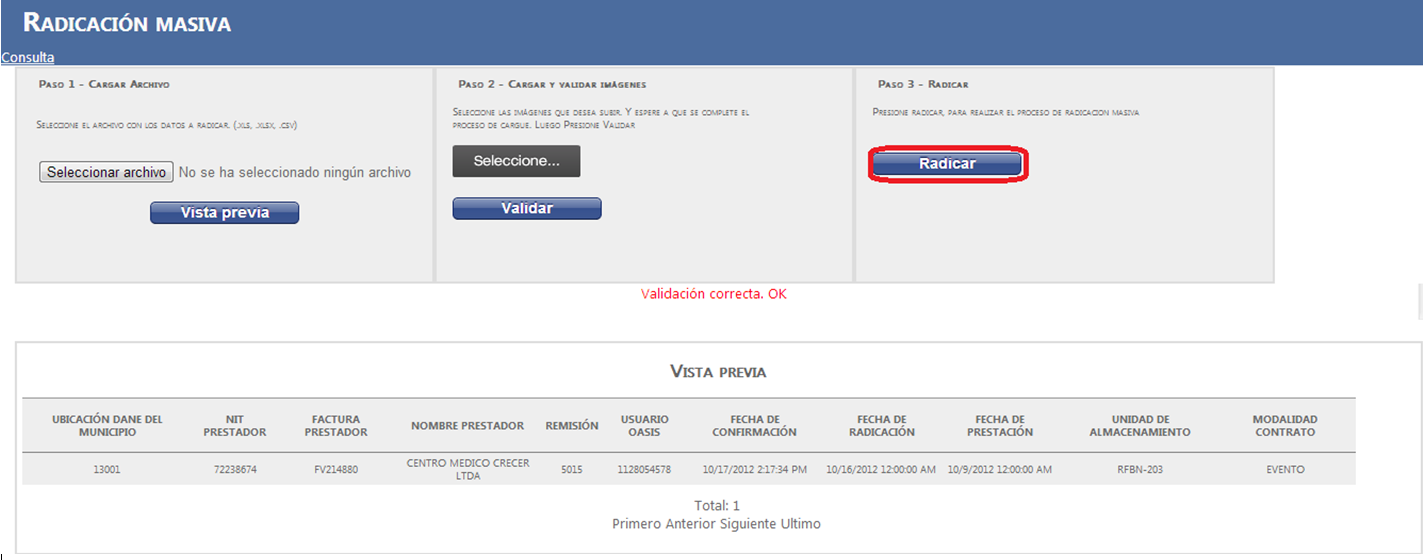 RADICACIÓN MASIVA
Consulta
PASO 1 - CARGAR ARCHIVO
SELECCIONE EL ARCHIVO CON LOS DATOS A RADICAR. (.XLS, .XLSX, .CSV)
Seleccionar archivo No se ha seleccionado ningún archivo
Vista previa
PASO 2 - CARGAR Y VALIDAR IMÁGENES
SELECCIONE LAS IMÁGENES QUE DESEA SUBIR. Y ESPERE A QUE SE COMPLETE EL
PROCESO DE CARGUE. LUEGO PRESIONE VALIDAR
Seleccione...
Validar
PASO 3 - RADICAR
PRESIONE RADICAR, PARA REALIZAR EL PROCESO DE RADICACION MASIVA
Radicar
Validación correcta. OK
VISTA PREVIA
UBICACIÓN DANE DEL MUNICIPIO NIT PRESTADOR FACTURA PRESTADOR NOMBRE PRESTADOR REMISIÓN USUARIO OASIS FECHA DE CONFIRMACIÓN FECHA DE RADICACIÓN FECHA DE PRESTACIÓN UNIDAD DE ALMACENAMIENTO MODALIDAD CONTRATO
13001 72238674 FV214880 CENTRO MEDICO CRECER LTDA 5015 1128054578 10/17/2012 2:17:34 PM 10/16/2012 12:00:00 AM 10/9/2012 12:00:00 AM RFBN-203 EVENTO
Total: 1
Primero Anterior Siguiente Ultimo